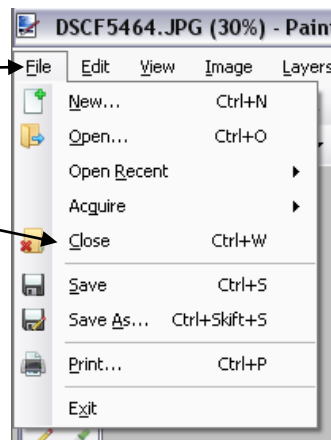 DSCF5464.JPG (30%) - Pain
File Edit View Image Layers
New... Ctrl+N
Open... Ctrl+O
Open Recent
Acquire
Close Ctrl+W
Save Ctrl+S
Save As... Ctrl+Skift+S
Print... Ctrl+P
Exit